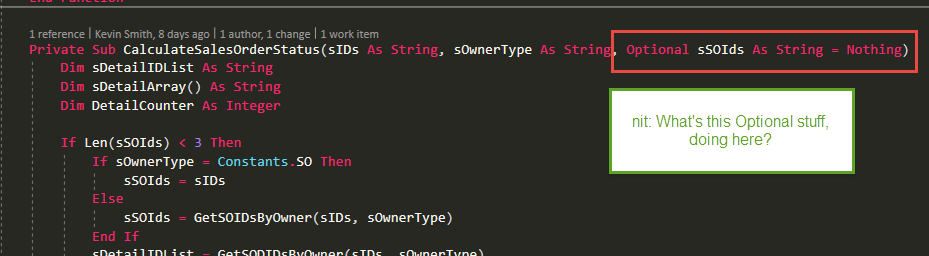 End Function
1 reference | Kevin Smith, 8 days ago | 1 author, 1 change | 1 work item
Private Sub CalculateSalesOrderStatus(sIDs As String, sOwnerType As String, Optional sSOIds As String = Nothing)
Dim sDetailIDList As String
Dim sDetailArray() As String
Dim DetailCounter As Integer
nit: What's this Optional stuff,
doing here?
If Len(sSOIds) < 3 Then
If sOwnerType = Constants.SO Then
sSOIds = sIDs
Else
sSOIds = GetSOIDsByOwner(sIDs, sOwnerType)
End If
sDetailIDList = GetSODIDsByOwner(sIDs, sOwnerType)